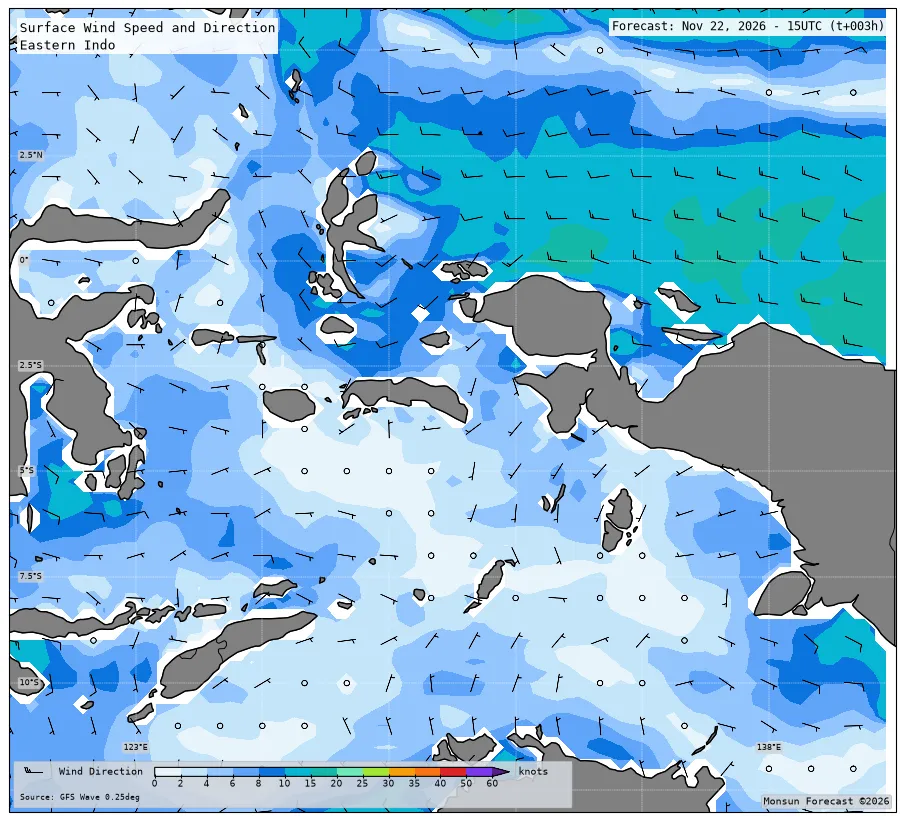 Surface Wind Speed and Direction
Eastern Indo
Forecast: Nov 22, 2026 - 15UTC (t+003h)
2.5°N
0°
2.5°S
5°S
7.5°S
10°S
123°E
138°E
Wind Direction
0 2 4 6 8 10 15 20 25 30 35 40 50 60
knots
Source: GFS Wave 0.25deg
Monsun Forecast ©2026